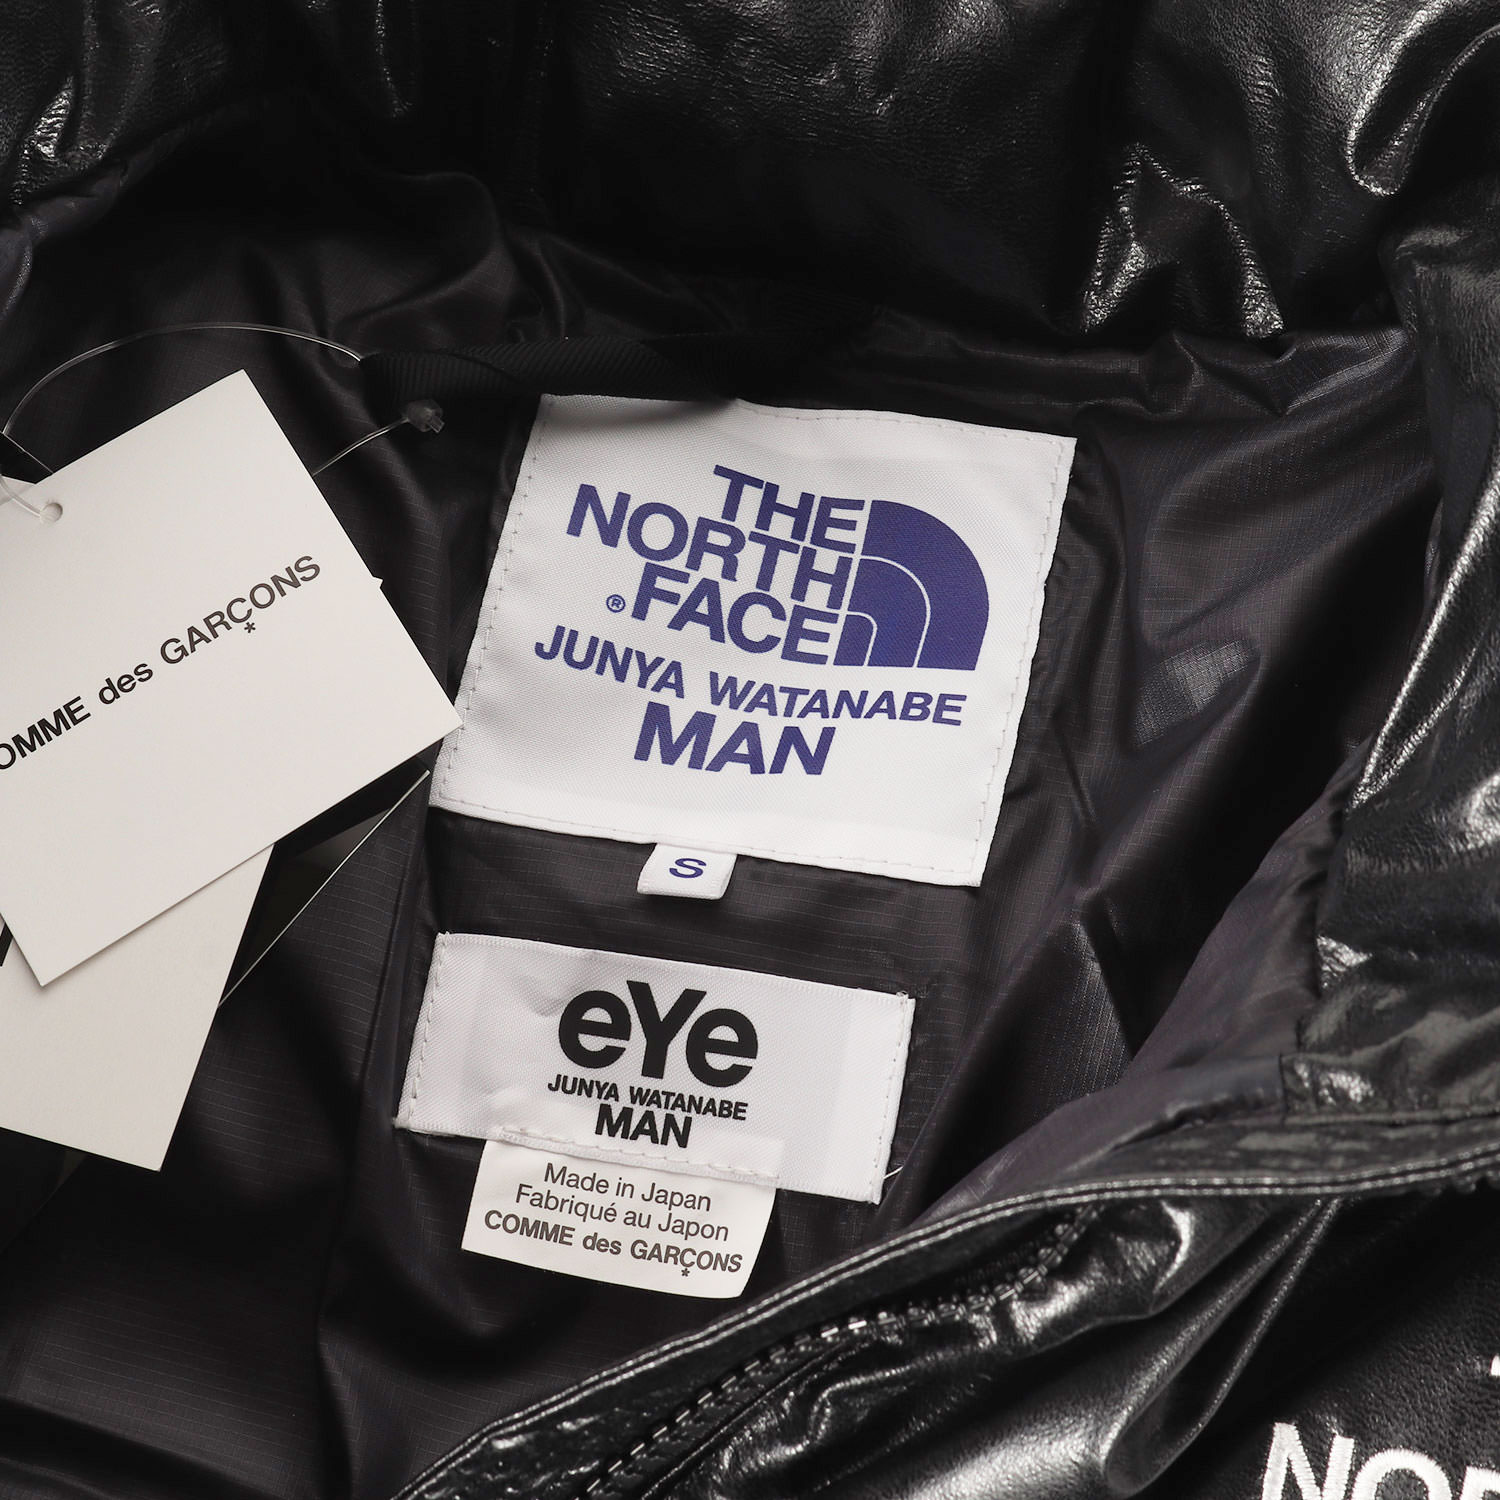 THE
NORTH
FACE
®
JUNYA WATANABE
MAN
S
eYe
JUNYA WATANABE
MAN
Made in Japan
Fabriqué au Japon
COMME des GARÇONS
OMME des GARÇONS
NO